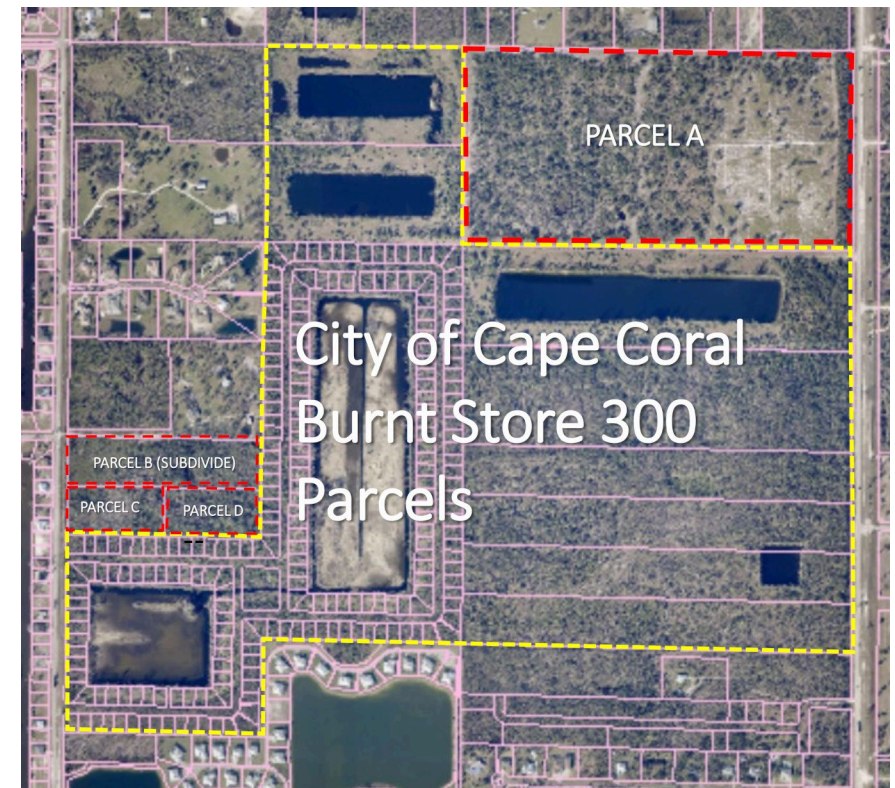 PARCEL A
City of Cape Coral
Burnt Store 300
Parcels
PARCEL B (SUBDIVIDE)
PARCEL C
PARCEL D